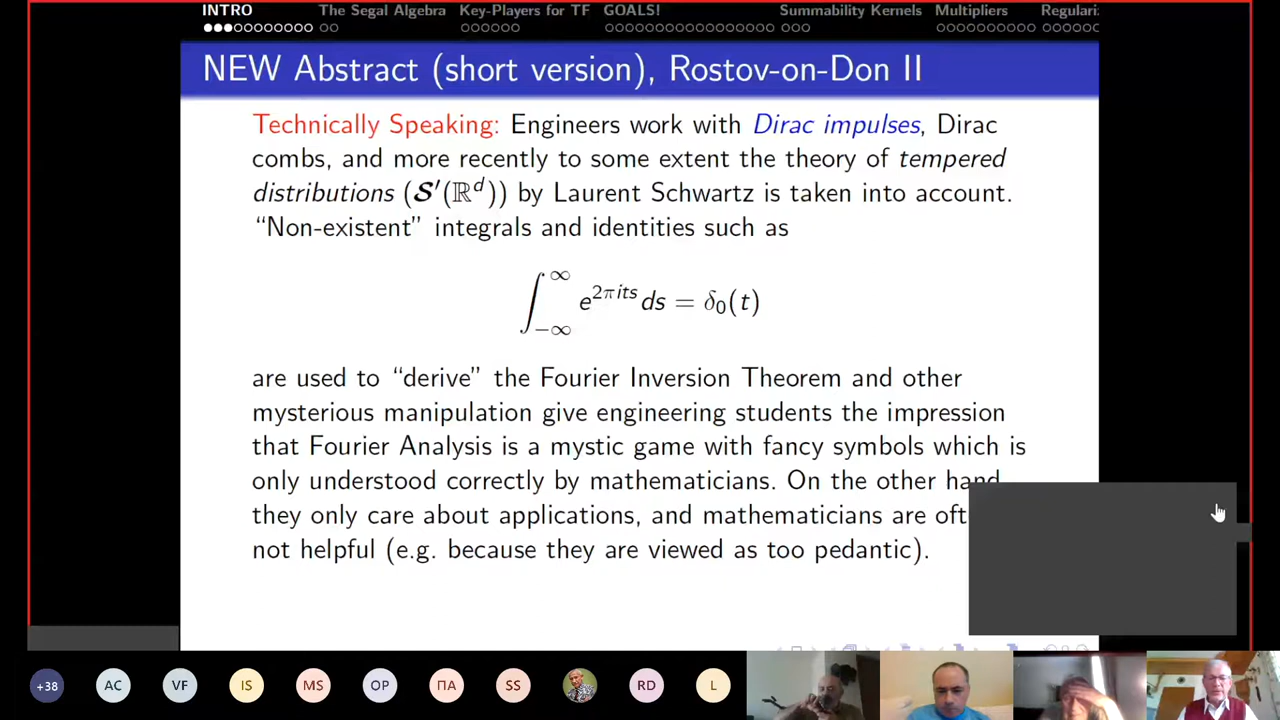 INTRO The Segal Algebra Key-Players for TF GOALS! Summability Kernels Multipliers Regulari
NEW Abstract (short version), Rostov-on-Don II
Technically Speaking: Engineers work with Dirac impulses, Dirac
combs, and more recently to some extent the theory of tempered
distributions (𝓢′(ℝᵈ)) by Laurent Schwartz is taken into account.
“Non-existent” integrals and identities such as
∫_{-∞}^{∞} e^{2πits} ds = δ₀(t)
are used to “derive” the Fourier Inversion Theorem and other
mysterious manipulation give engineering students the impression
that Fourier Analysis is a mystic game with fancy symbols which is
only understood correctly by mathematicians. On the other hand
they only care about applications, and mathematicians are oft
not helpful (e.g. because they are viewed as too pedantic).
+38 AC VF IS MS OP ПА SS RD L